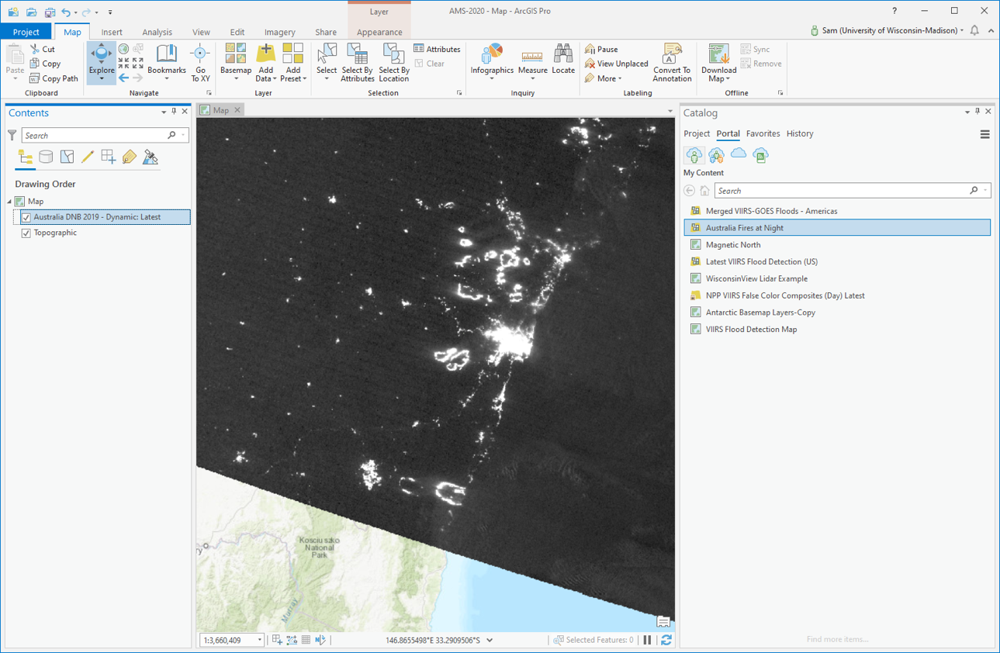 Layer
AMS-2020 - Map - ArcGIS Pro
?
Project
Map
Insert
Analysis
View
Edit
Imagery
Share
Appearance
Sam (University of Wisconsin-Madison)
Paste
Cut
Copy
Copy Path
Clipboard
Explore
Bookmarks
Go
To XY
Navigate
Basemap
Add
Data
Add
Preset
Layer
Select
Select By
Attributes
Select By
Location
Attributes
Clear
Selection
Infographics
Measure
Locate
Inquiry
Pause
View Unplaced
More
Convert To
Annotation
Labeling
Download
Map
Sync
Remove
Offline
Contents
Search
Drawing Order
Map
Australia DNB 2019 - Dynamic: Latest
Topographic
Map
Kosciuszko
National
Park
Murray
ry
1:3,660,409
146.8655498°E 33.2909506°S
Selected Features: 0
Catalog
Project
Portal
Favorites
History
My Content
Search
Merged VIIRS-GOES Floods - Americas
Australia Fires at Night
Magnetic North
Latest VIIRS Flood Detection (US)
WisconsinView Lidar Example
NPP VIIRS False Color Composites (Day) Latest
Antarctic Basemap Layers-Copy
VIIRS Flood Detection Map
Find more items...